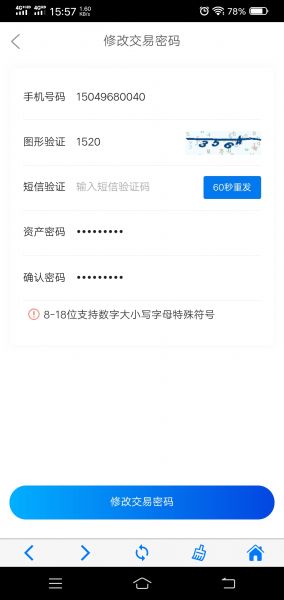 4G 4G 15:57 1.60 KB/s 78%
修改交易密码
手机号码 15049680040
图形验证 1520
短信验证 输入短信验证码 60秒重发
资产密码 •••••••••
确认密码 •••••••••
8-18位支持数字大小写字母特殊符号
修改交易密码